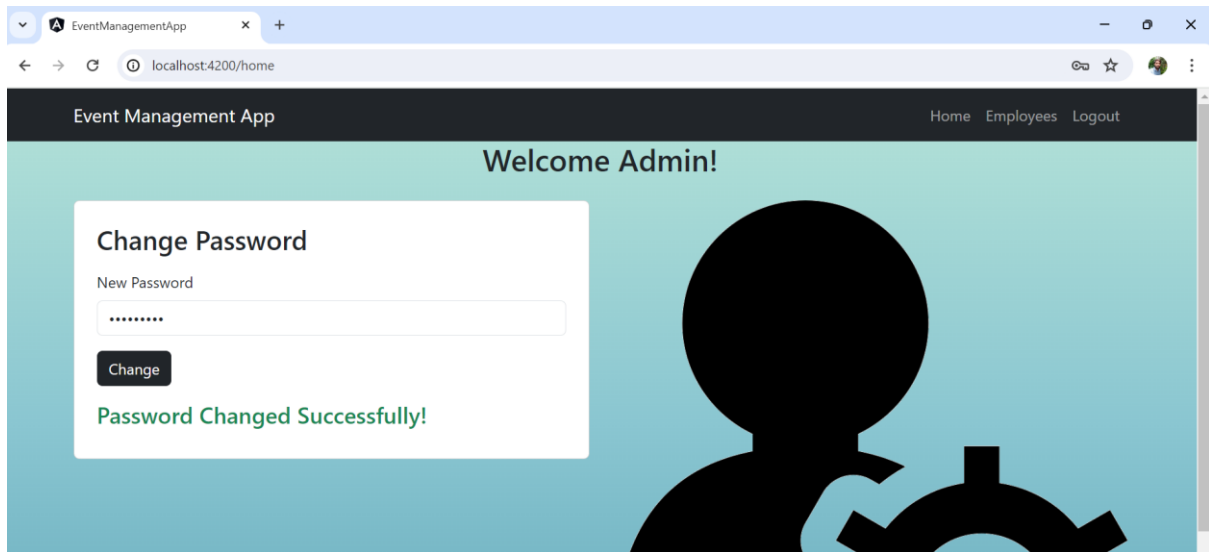 EventManagementApp
localhost:4200/home
Event Management App
Home Employees Logout
Welcome Admin!
Change Password
New Password
•••••••••
Change
Password Changed Successfully!